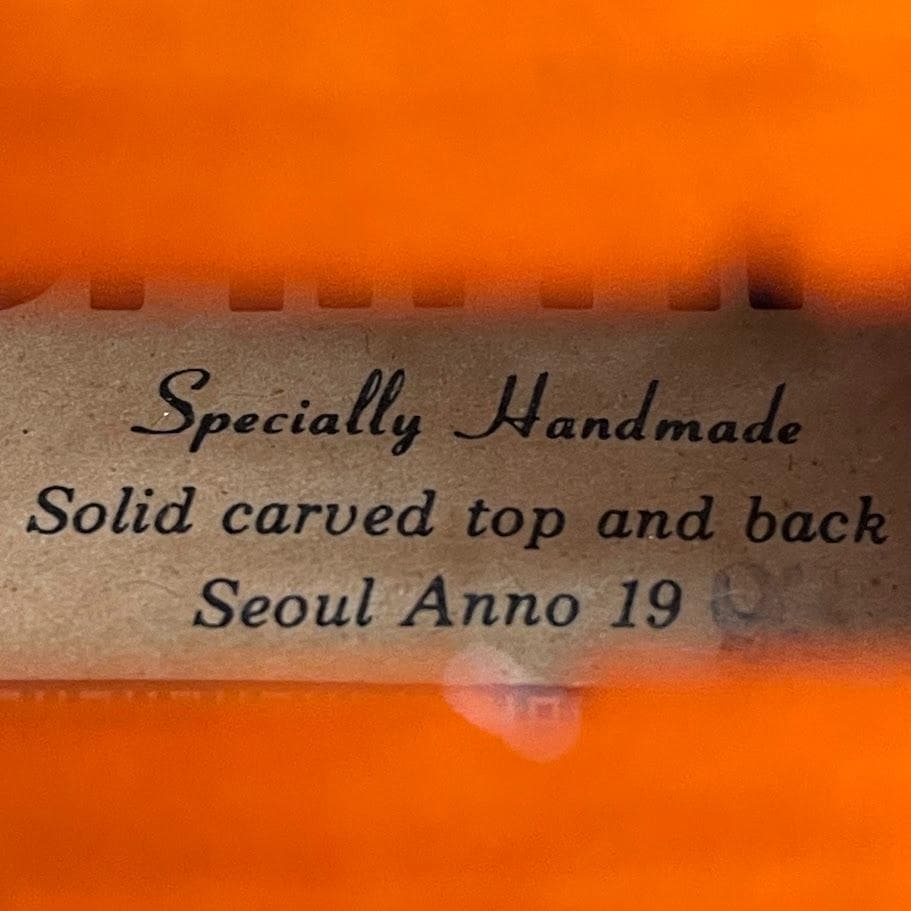 Specially Handmade
Solid carved top and back
Seoul Anno 19